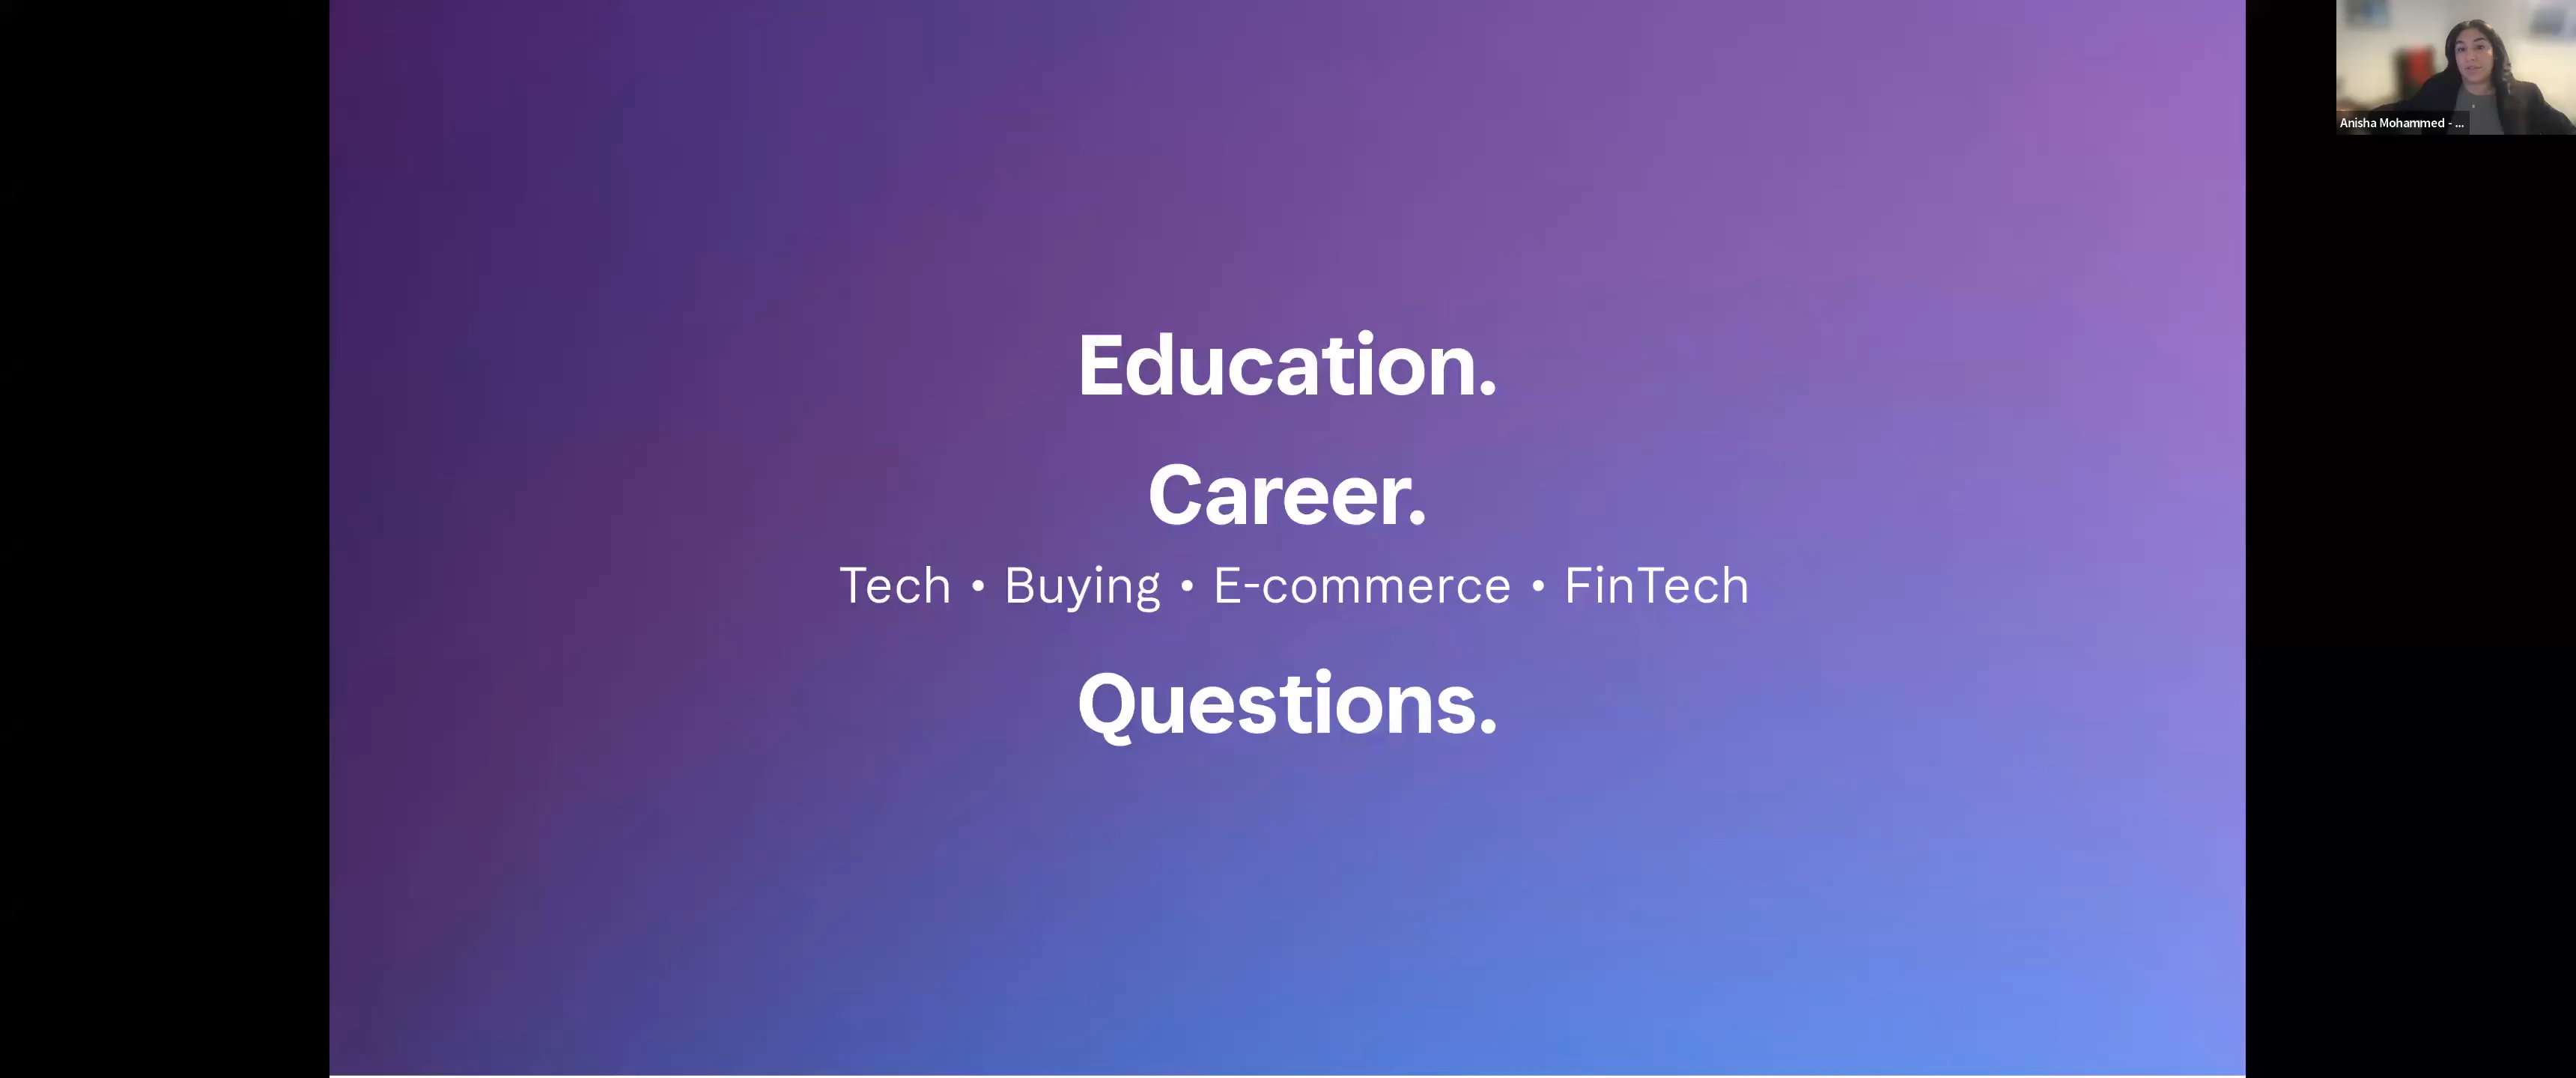 Education.
Career.
Tech • Buying • E-commerce • FinTech
Questions.
Anisha Mohammed - ...